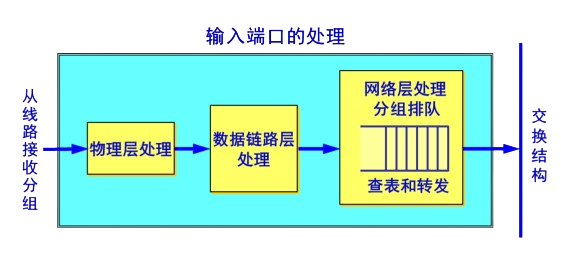 输入端口的处理
从线路接收分组
物理层处理
数据链路层
处理
网络层处理
分组排队
查表和转发
交换结构